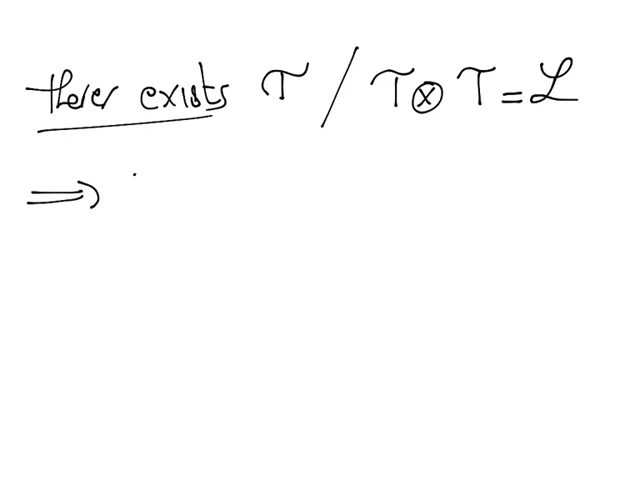 there exists 𝒯 / 𝒯 ⊗ 𝒯 = ℒ
⟹